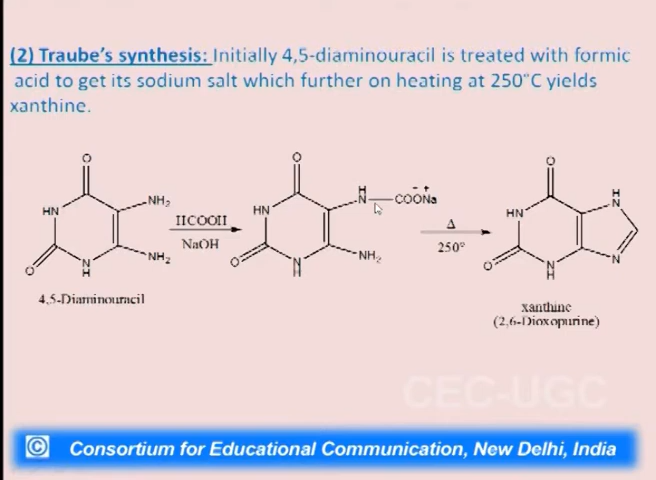 (2) Traube's synthesis: Initially 4,5-diaminouracil is treated with formic
acid to get its sodium salt which further on heating at 250°C yields
xanthine.
O
HN
O
N
H
NH₂
NH₂
4,5-Diaminouracil
HCOOH
NaOH
O
HN
O
N
H
H
N
COONa
- +
NH₂
Δ
250°
O
HN
O
N
H
H
N
N
xanthine
(2,6-Dioxopurine)
CEC-UGC
© Consortium for Educational Communication, New Delhi, India